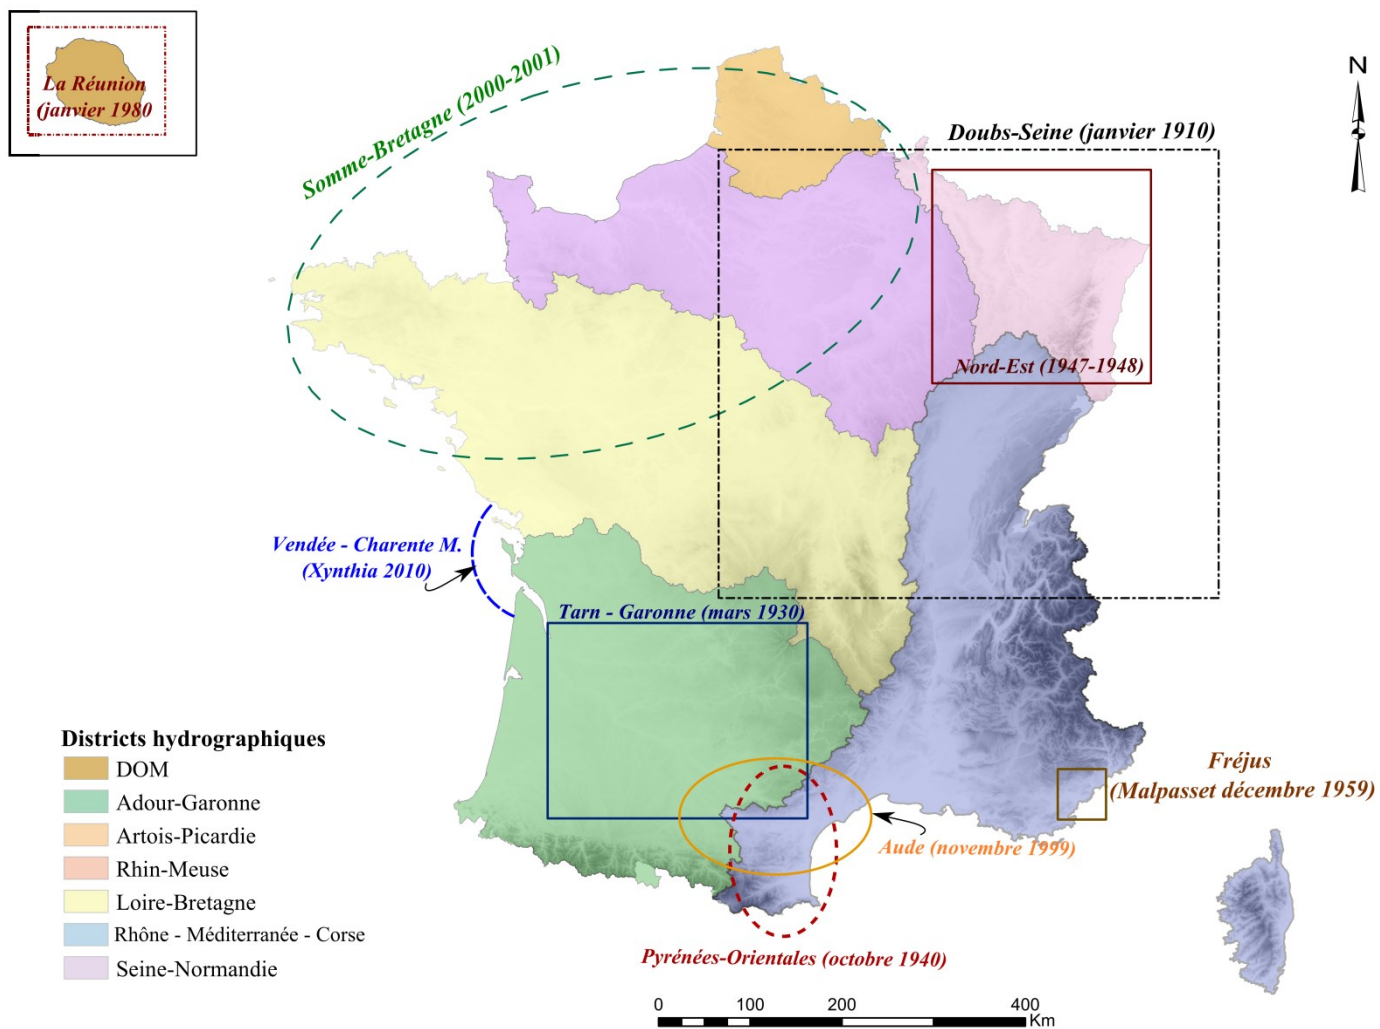 La Réunion
(janvier 1980
Somme-Bretagne (2000-2001)
Doubs-Seine (janvier 1910)
N
Nord-Est (1947-1948)
Vendée - Charente M.
(Xynthia 2010)
Tarn - Garonne (mars 1930)
Fréjus
(Malpasset décembre 1959)
Aude (novembre 1999)
Pyrénées-Orientales (octobre 1940)
Districts hydrographiques
DOM
Adour-Garonne
Artois-Picardie
Rhin-Meuse
Loire-Bretagne
Rhône - Méditerranée - Corse
Seine-Normandie
0 100 200 400
Km